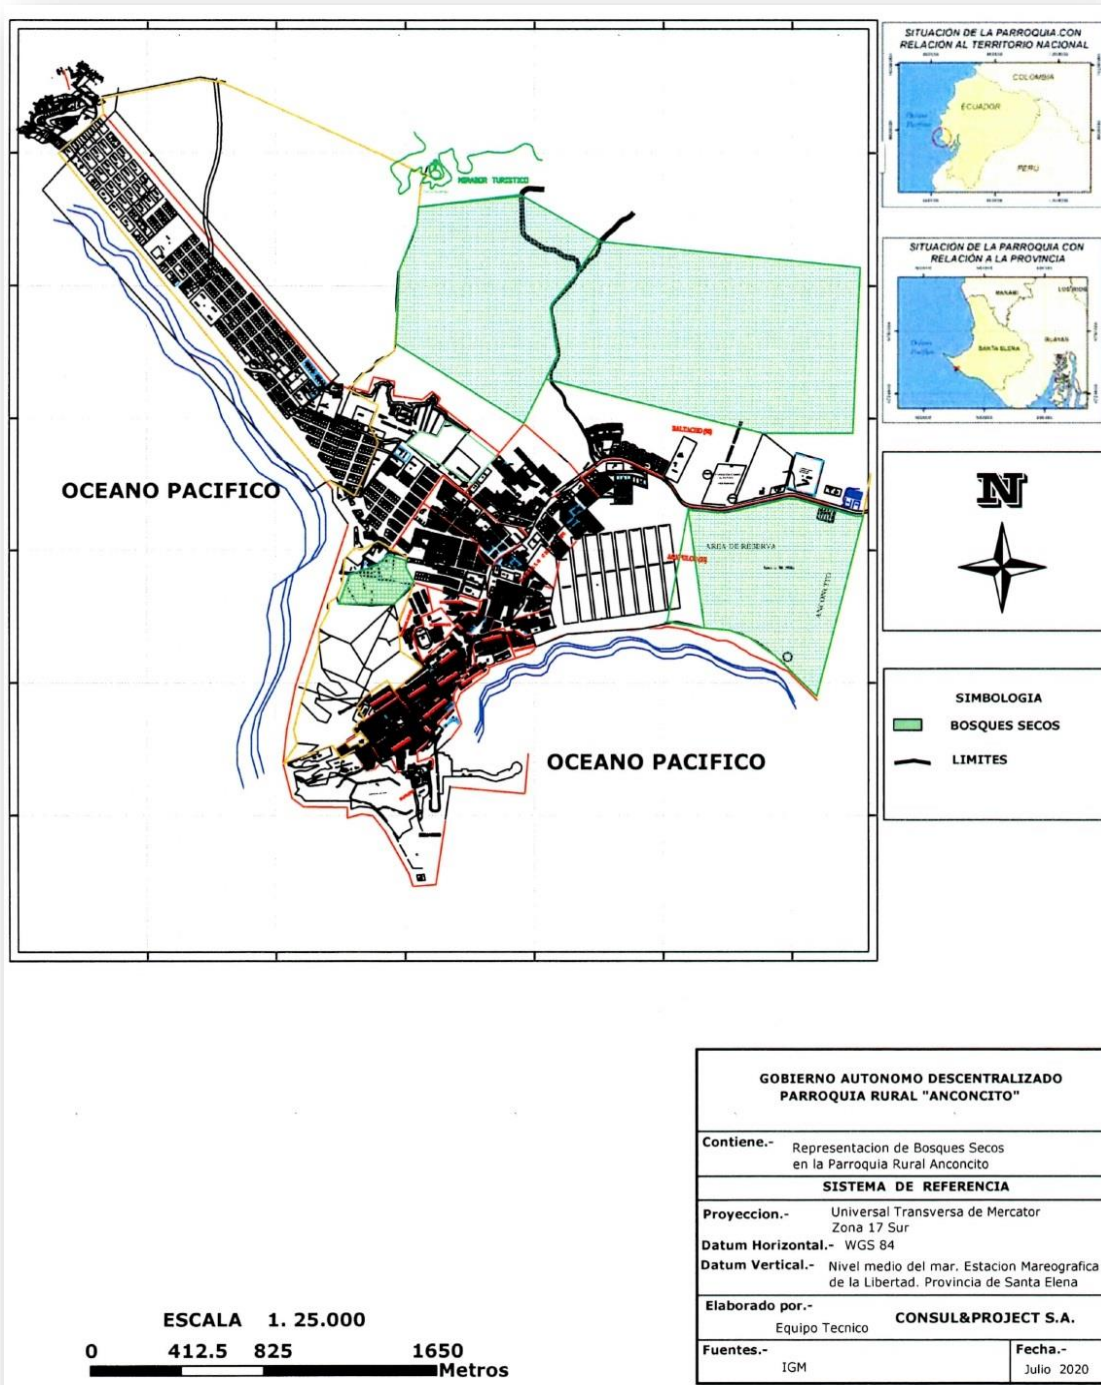 SITUACIÓN DE LA PARROQUIA CON
RELACIÓN AL TERRITORIO NACIONAL
COLOMBIA
ECUADOR
PERU
SITUACIÓN DE LA PARROQUIA CON
RELACIÓN A LA PROVINCIA
MANABI
SANTA ELENA
MIRADOR TURISTICO
OCEANO PACIFICO
AREA DE RESERVA
ANCONCITO
OCEANO PACIFICO
N
SIMBOLOGIA
BOSQUES SECOS
LIMITES
GOBIERNO AUTONOMO DESCENTRALIZADO
PARROQUIA RURAL "ANCONCITO"
Contiene.- Representacion de Bosques Secos
en la Parroquia Rural Anconcito
SISTEMA DE REFERENCIA
Proyeccion.- Universal Transversa de Mercator
Zona 17 Sur
Datum Horizontal.- WGS 84
Datum Vertical.- Nivel medio del mar. Estacion Mareografica
de la Libertad. Provincia de Santa Elena
Elaborado por.-
Equipo Tecnico
CONSUL&PROJECT S.A.
Fuentes.-
IGM
Fecha.-
Julio 2020
ESCALA 1. 25.000
0 412.5 825 1650
Metros